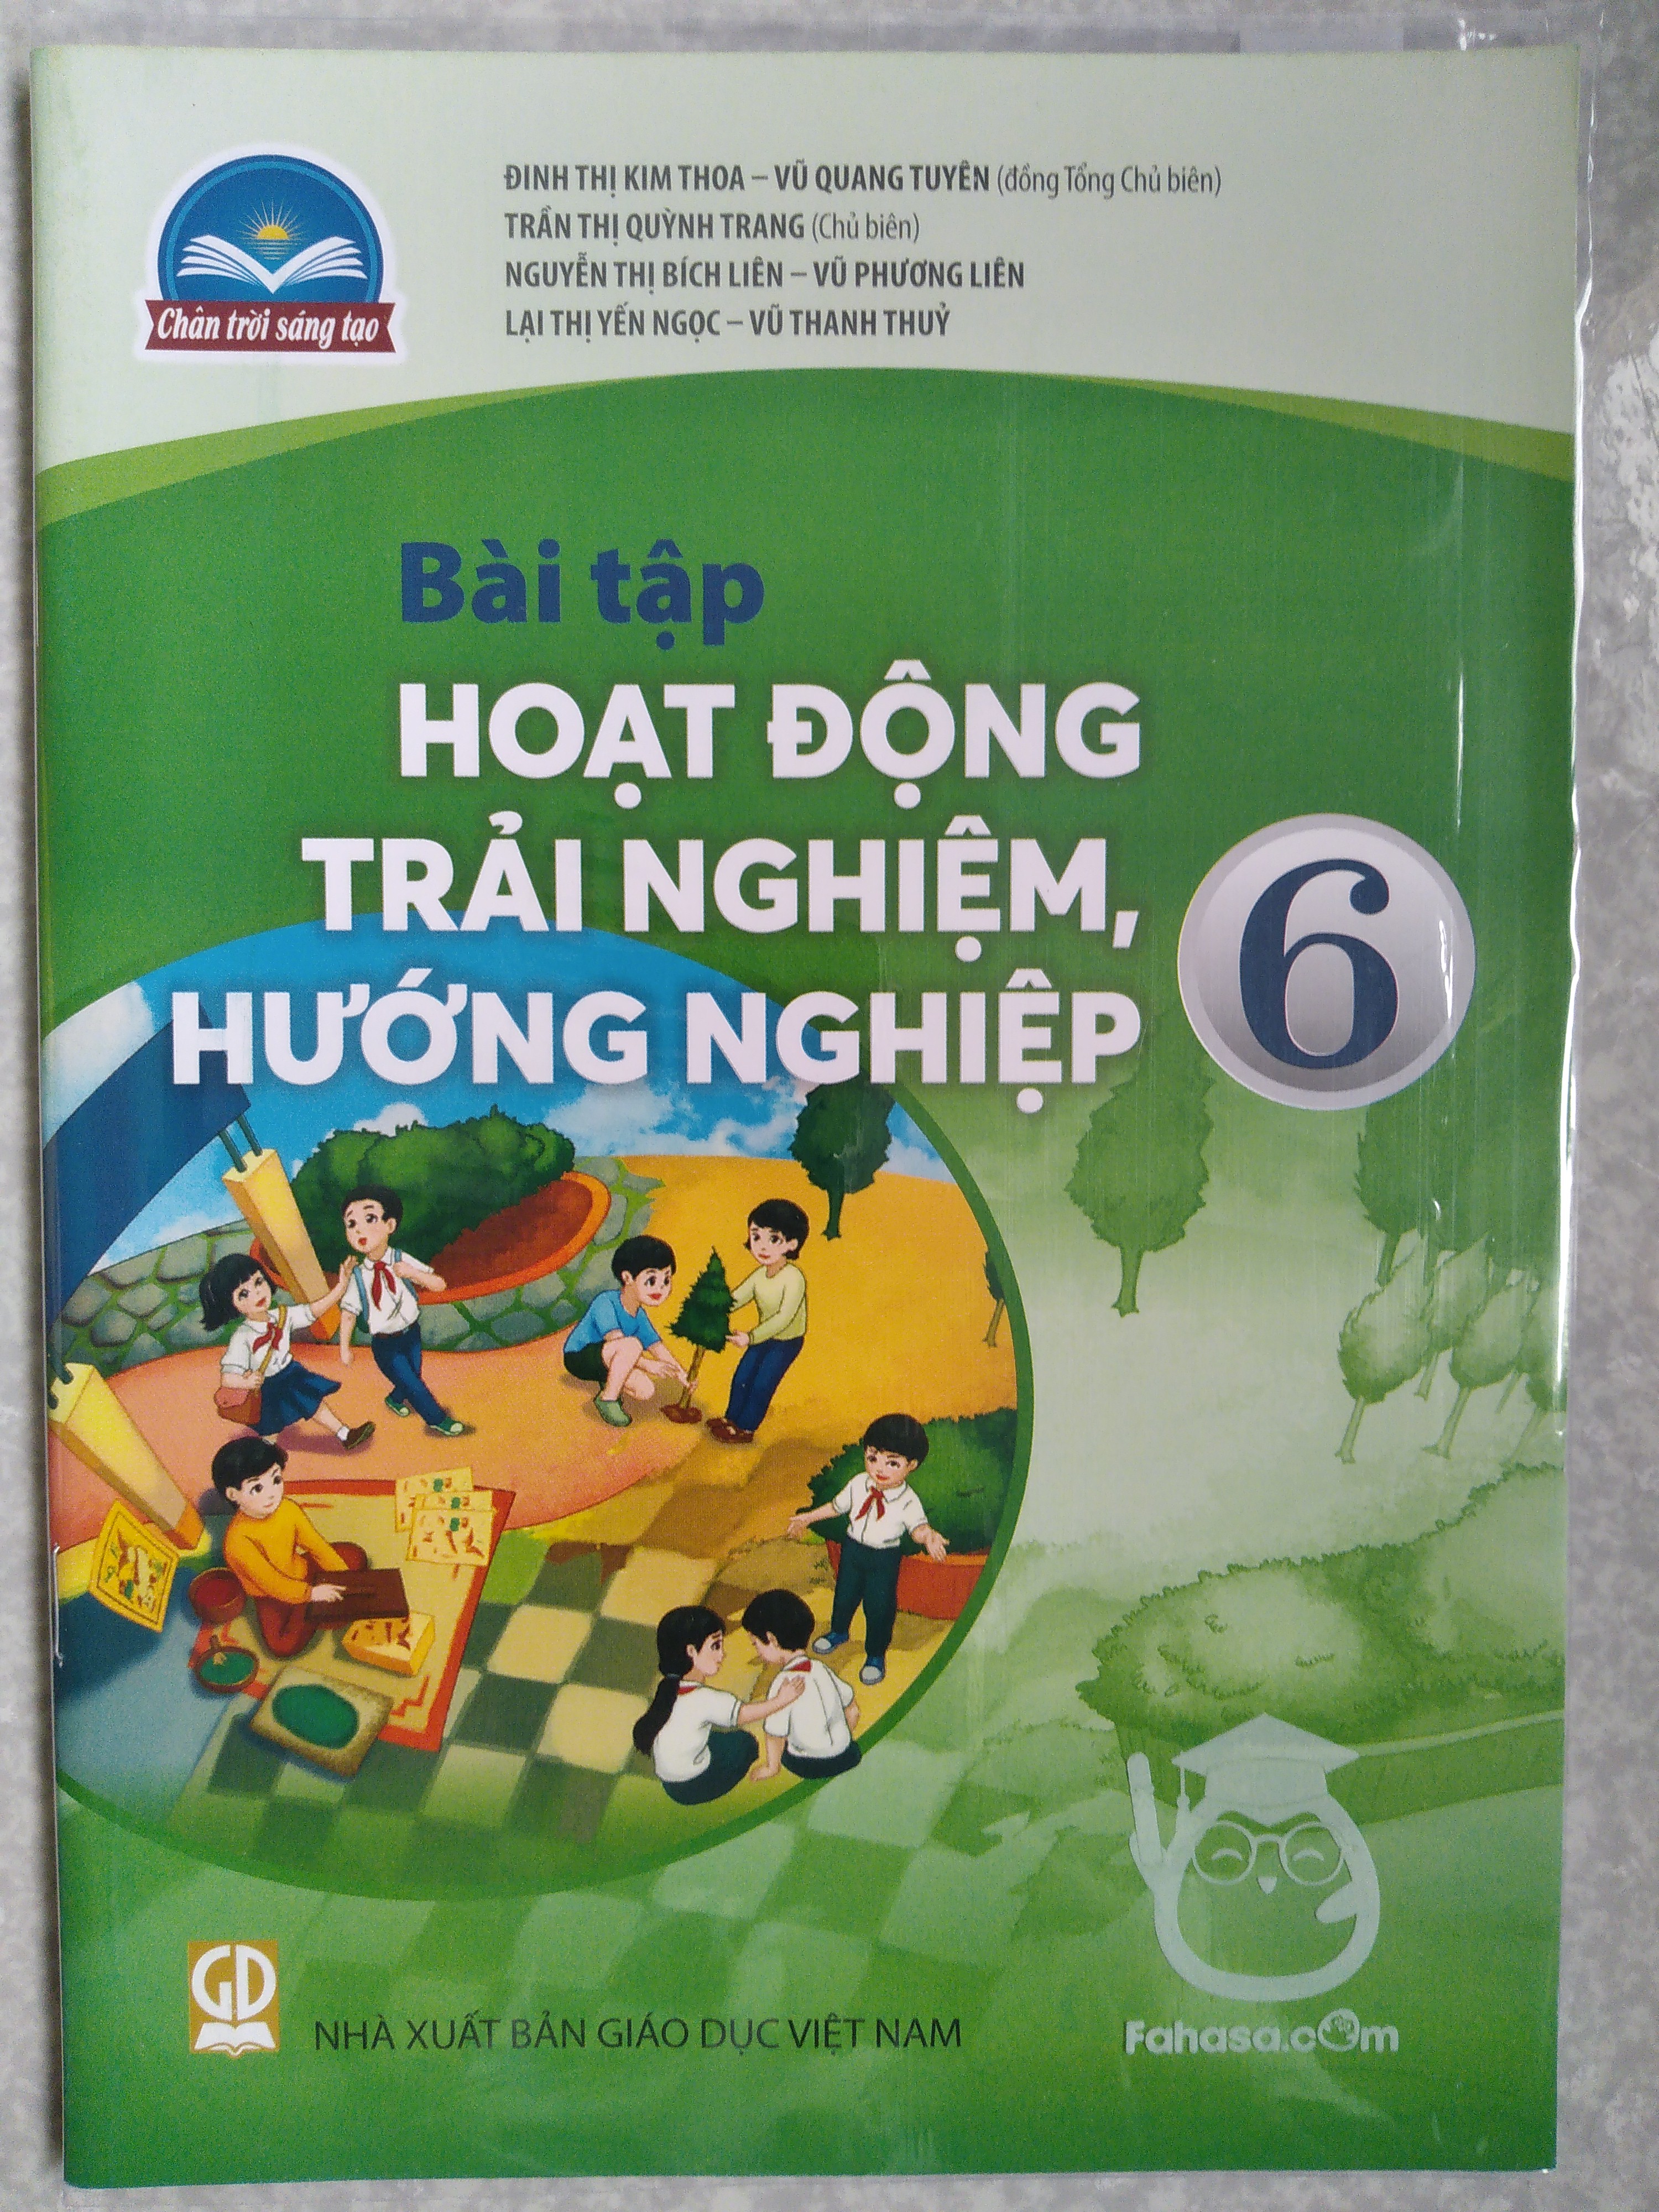 Chân trời sáng tạo
ĐINH THỊ KIM THOA – VŨ QUANG TUYÊN (đồng Tổng Chủ biên)
TRẦN THỊ QUỲNH TRANG (Chủ biên)
NGUYỄN THỊ BÍCH LIÊN – VŨ PHƯƠNG LIÊN
LẠI THỊ YẾN NGỌC – VŨ THANH THUỶ
Bài tập
HOẠT ĐỘNG
TRẢI NGHIỆM,
HƯỚNG NGHIỆP
6
GD
NHÀ XUẤT BẢN GIÁO DỤC VIỆT NAM
Fahasa.com